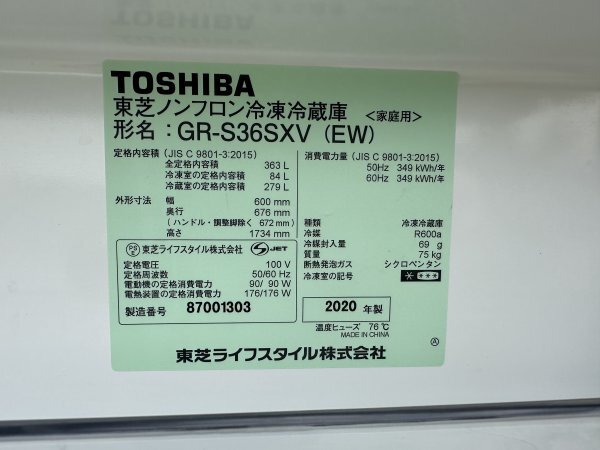 TOSHIBA
東芝ノンフロン冷凍冷蔵庫 <家庭用>
形名：GR-S36SXV (EW)
定格内容積 (JIS C 9801-3:2015)
全定格内容積 363 L
冷凍室の定格内容積 84 L
冷蔵室の定格内容積 279 L
外形寸法 幅 600 mm
奥行 676 mm
(ハンドル・調整脚除く 672 mm)
高さ 1734 mm
消費電力量 (JIS C 9801-3:2015)
50Hz 349 kWh/年
60Hz 349 kWh/年
種類 冷凍冷蔵庫
冷媒 R600a
冷媒封入量 69 g
質量 75 kg
断熱発泡ガス シクロペンタン
冷凍室の記号 * ***
PS E 東芝ライフスタイル株式会社 S JET
定格電圧 100 V
定格周波数 50/60 Hz
電動機の定格消費電力 90/ 90 W
電熱装置の定格消費電力 176/176 W
製造番号 87001303
2020 年製
温度ヒューズ 76℃
MADE IN CHINA
東芝ライフスタイル株式会社 A